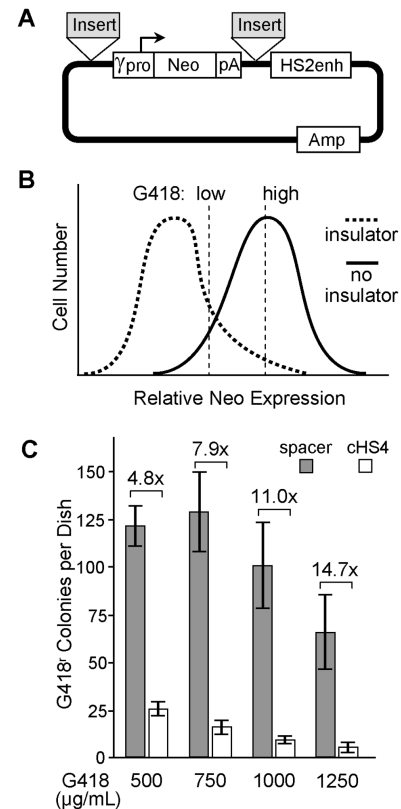 A
Insert Insert
γpro Neo pA HS2enh
Amp
B
G418: low high
Cell Number
insulator
no
insulator
Relative Neo Expression
C
spacer cHS4
G418ʳ Colonies per Dish
150
125
100
75
50
25
0
4.8x
7.9x
11.0x
14.7x
G418 500 750 1000 1250
(µg/mL)